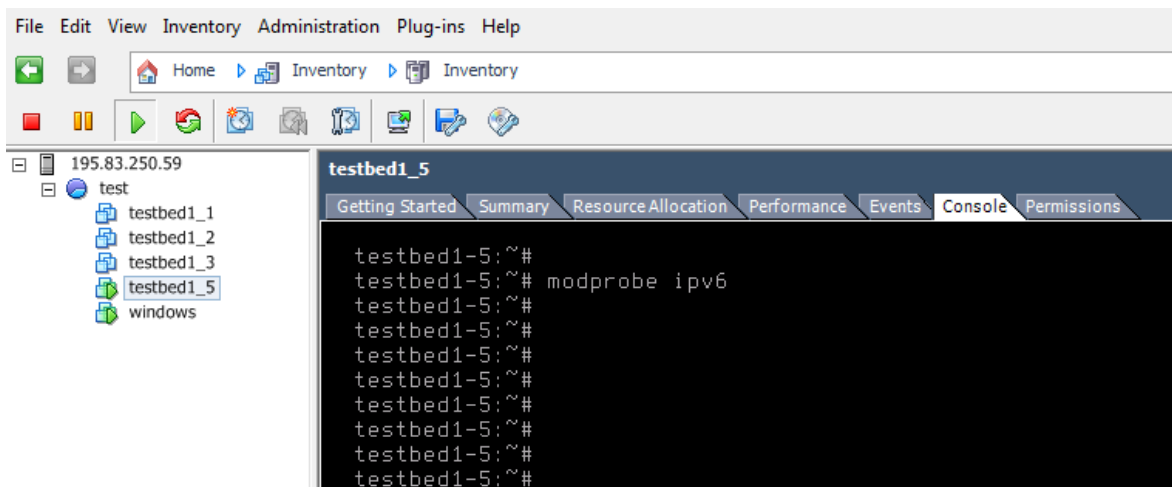 File Edit View Inventory Administration Plug-ins Help
Home Inventory Inventory
195.83.250.59
test
testbed1_1
testbed1_2
testbed1_3
testbed1_5
windows
testbed1_5
Getting Started Summary Resource Allocation Performance Events Console Permissions
testbed1-5:~#
testbed1-5:~# modprobe ipv6
testbed1-5:~#
testbed1-5:~#
testbed1-5:~#
testbed1-5:~#
testbed1-5:~#
testbed1-5:~#
testbed1-5:~#
testbed1-5:~#